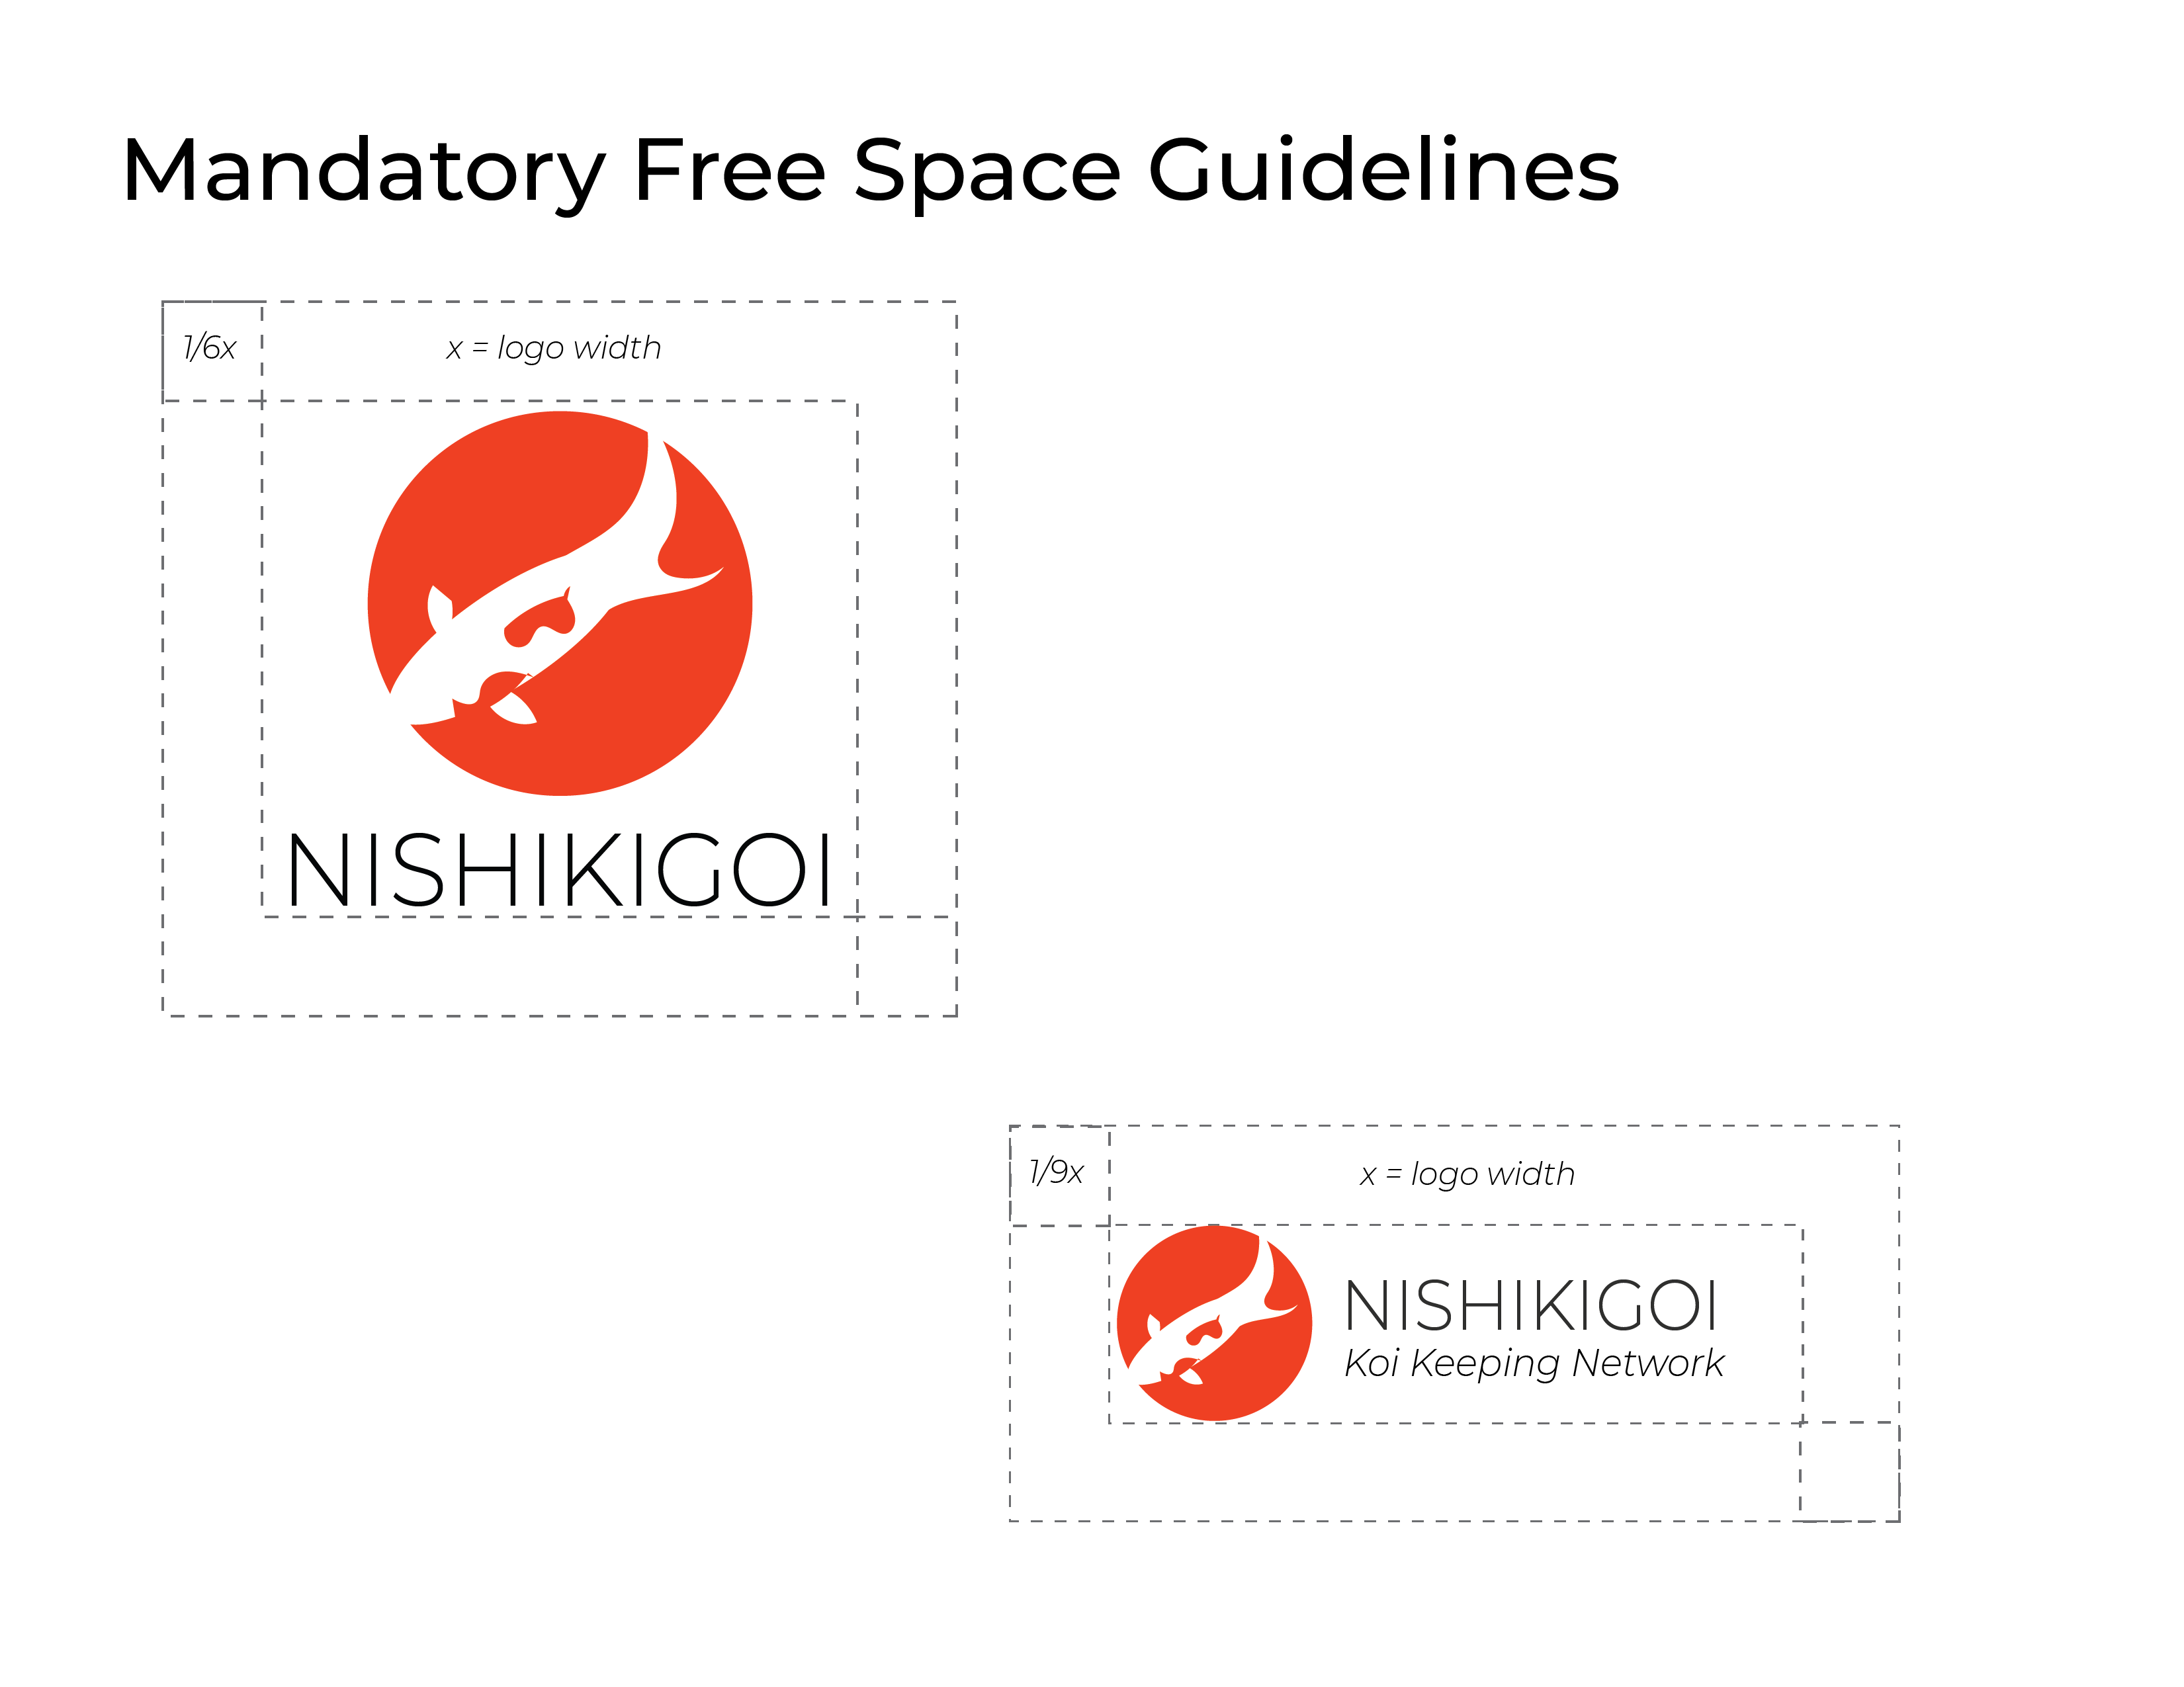 Mandatory Free Space Guidelines
1/6x
x = logo width
NISHIKIGOI
1/9x
x = logo width
NISHIKIGOI
Koi Keeping Network